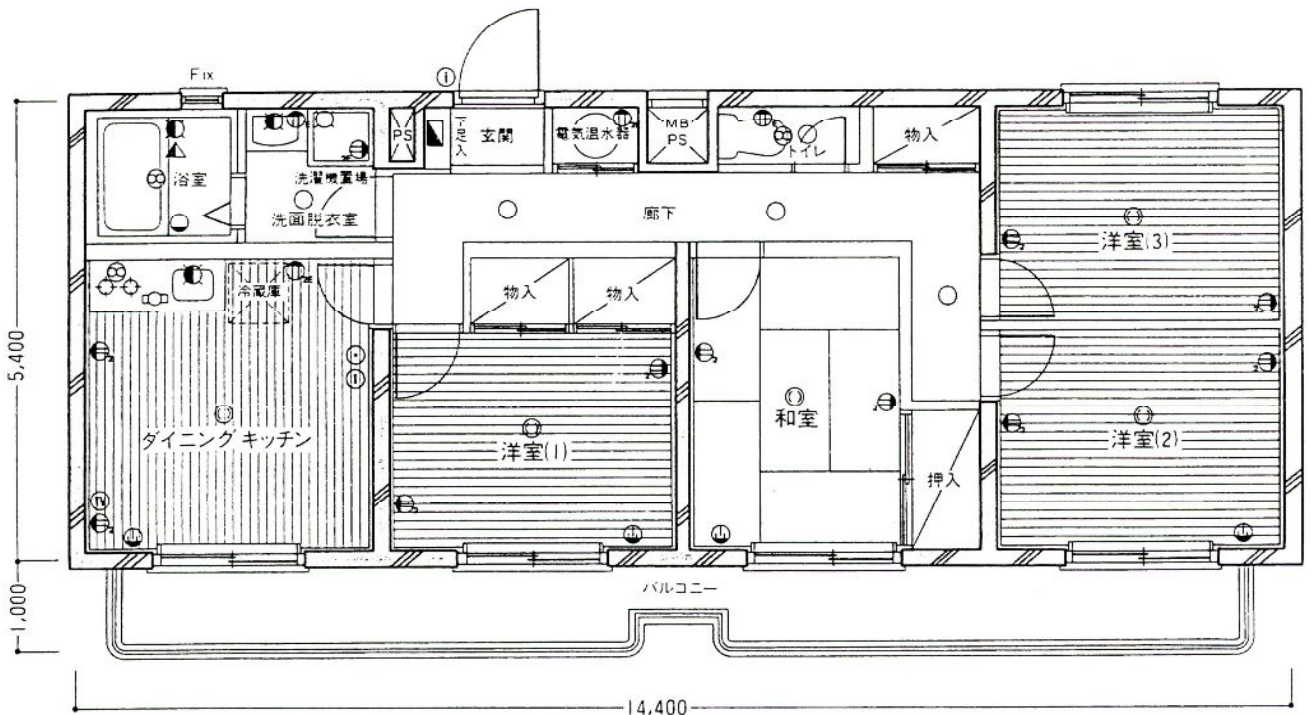 Fix
i
PS
下足入
玄関
電気温水器
MB
PS
トイレ
物入
浴室
洗濯機置場
洗面脱衣室
廊下
洋室(3)
冷蔵庫
物入
物入
5,400
ダイニングキッチン
洋室(1)
和室
洋室(2)
押入
TV
バルコニー
1,000
14,400